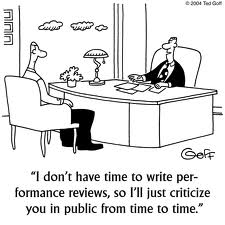 © 2004 Ted Goff
GOFF
“I don’t have time to write per-
formance reviews, so I’ll just criticize
you in public from time to time.”